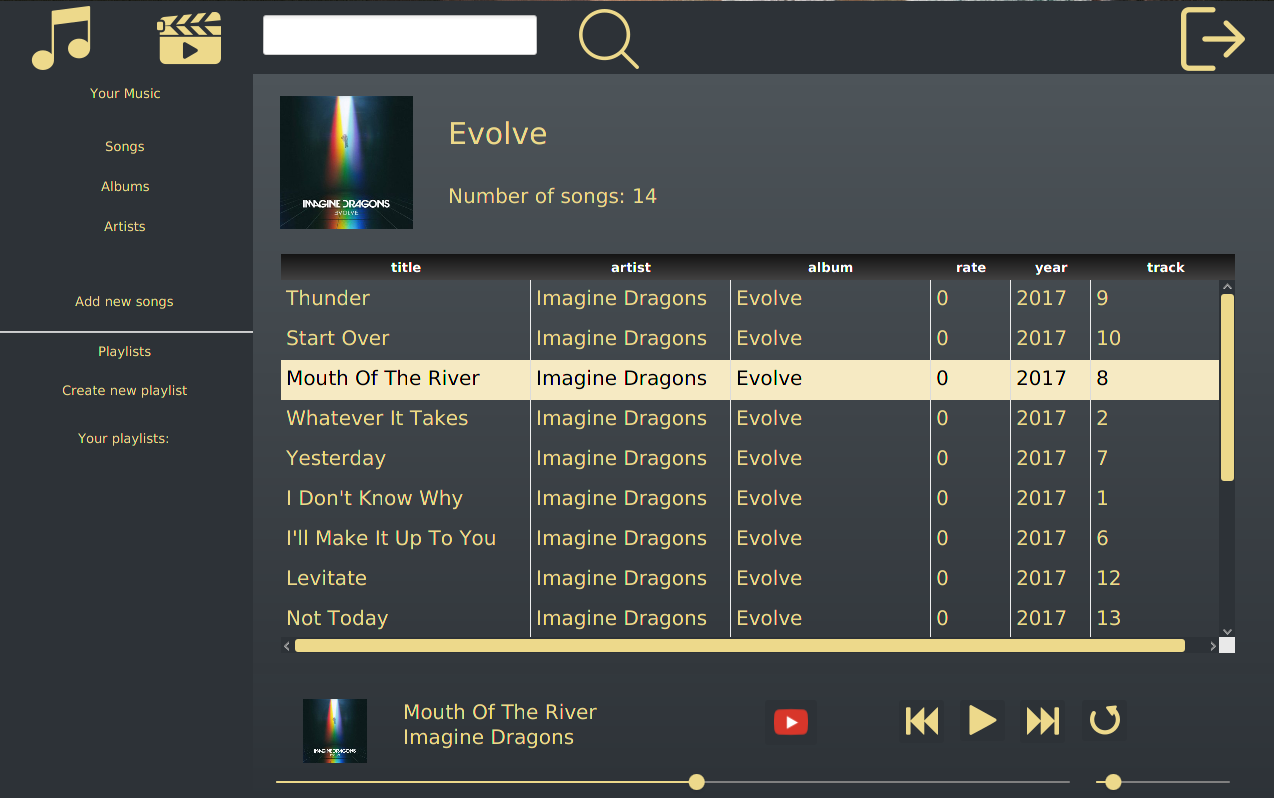 Your Music
Songs
Albums
Artists
Add new songs
Playlists
Create new playlist
Your playlists:
IMAGINE DRAGONS
EVOLVE
Evolve
Number of songs: 14
title artist album rate year track
Thunder Imagine Dragons Evolve 0 2017 9
Start Over Imagine Dragons Evolve 0 2017 10
Mouth Of The River Imagine Dragons Evolve 0 2017 8
Whatever It Takes Imagine Dragons Evolve 0 2017 2
Yesterday Imagine Dragons Evolve 0 2017 7
I Don't Know Why Imagine Dragons Evolve 0 2017 1
I'll Make It Up To You Imagine Dragons Evolve 0 2017 6
Levitate Imagine Dragons Evolve 0 2017 12
Not Today Imagine Dragons Evolve 0 2017 13
IMAGINE DRAGONS
Mouth Of The River
Imagine Dragons